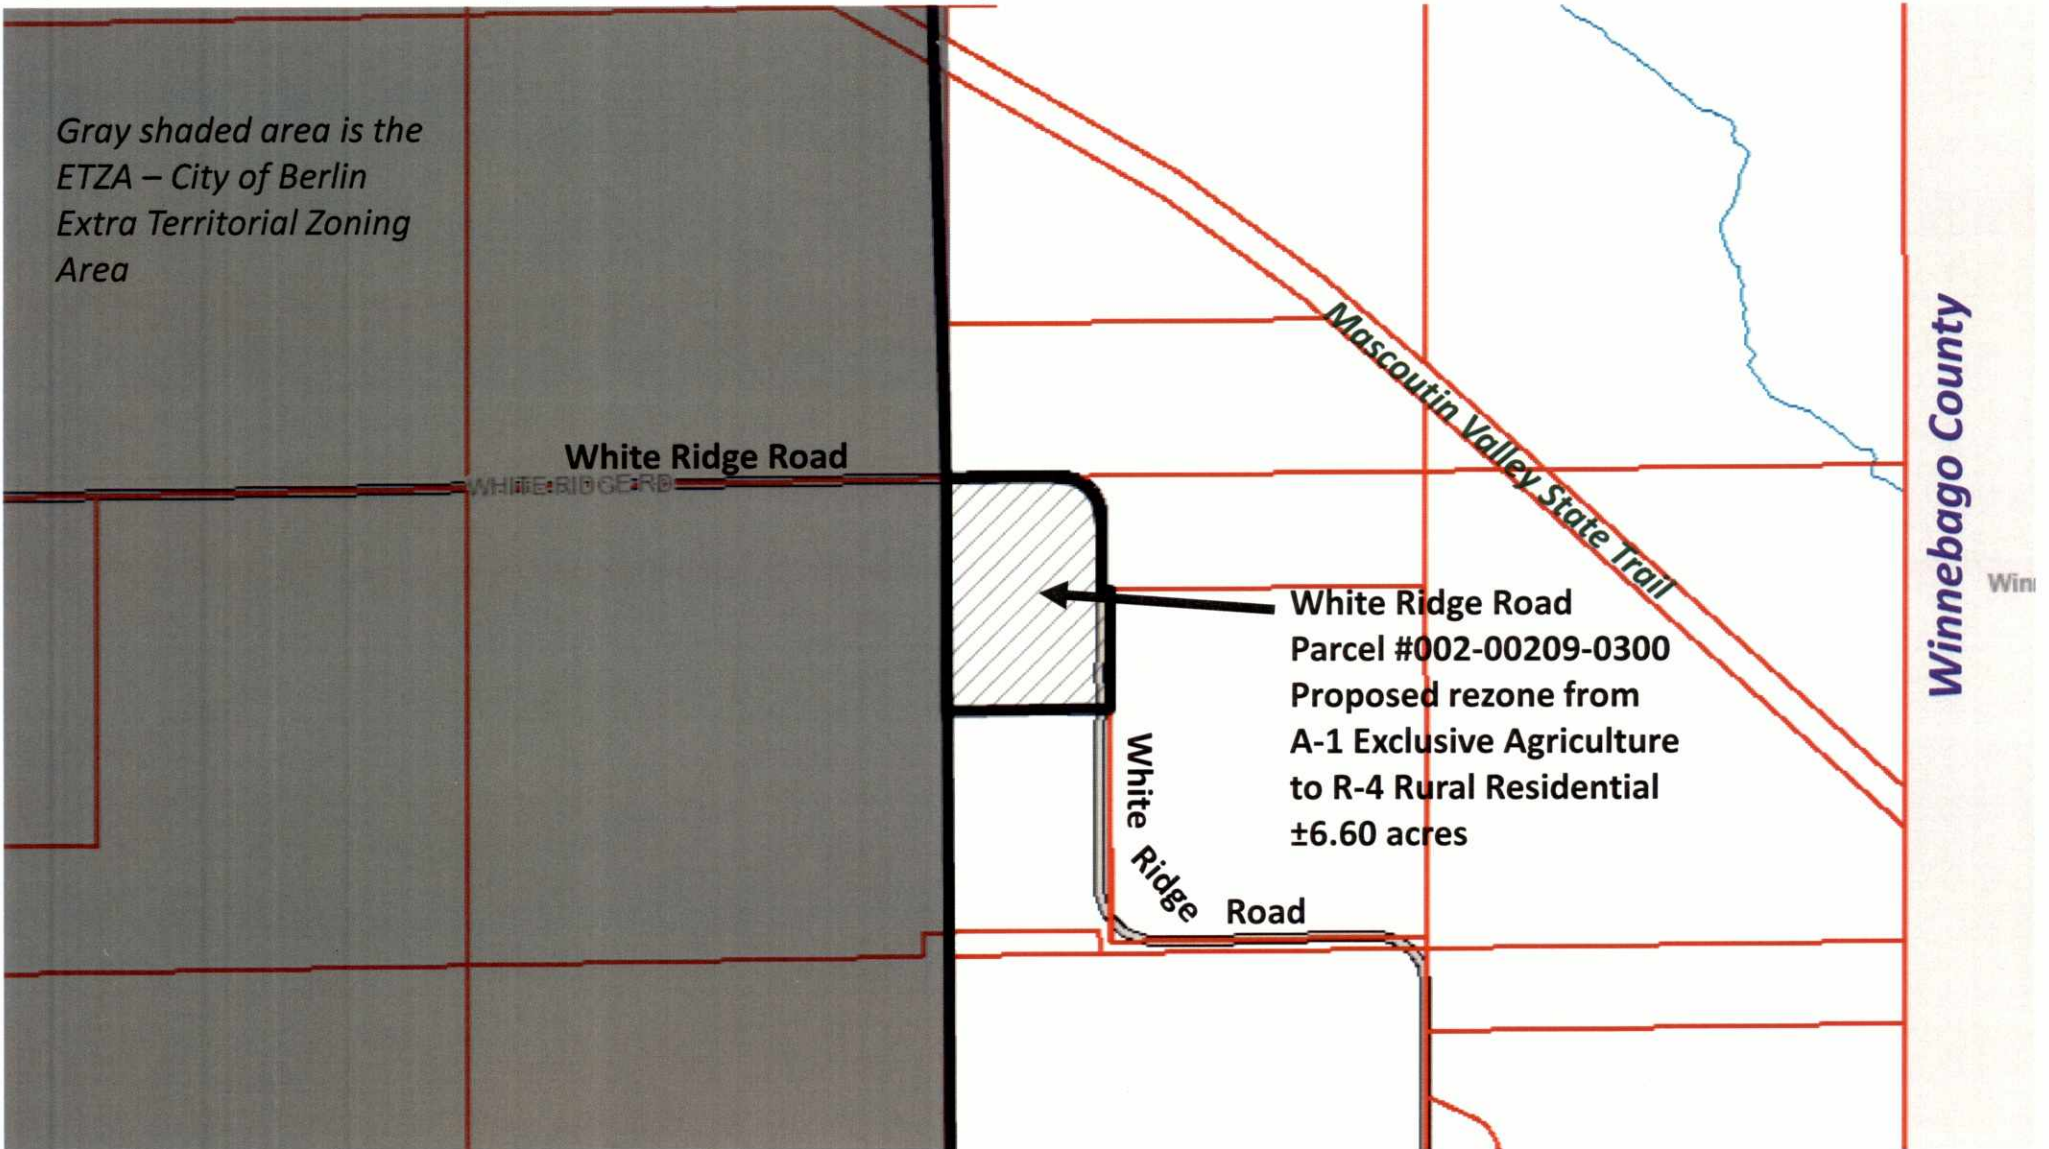 Gray shaded area is the
ETZA – City of Berlin
Extra Territorial Zoning
Area
White Ridge Road
WHITE RIDGE RD
Mascoutin Valley State Trail
Winnebago County
Win
White Ridge Road
Parcel #002-00209-0300
Proposed rezone from
A-1 Exclusive Agriculture
to R-4 Rural Residential
±6.60 acres
White Ridge Road